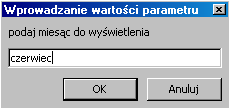 Wprowadzanie wartości parametru
podaj miesąc do wyświetlenia
czerwiec
OK
Anuluj